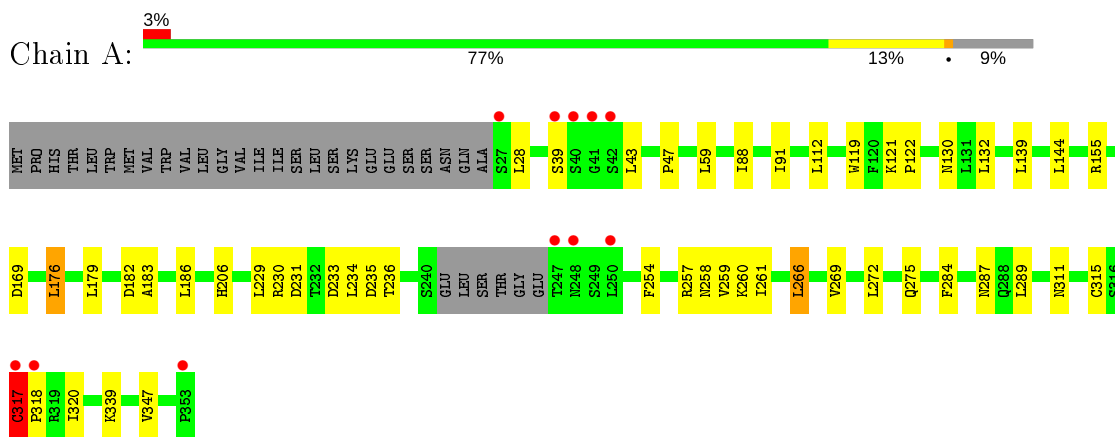 3%
Chain A:
77% 13% • 9%
MET PRO HIS THR LEU TRP MET VAL TRP VAL LEU GLY VAL ILE ILE SER LEU SER LYS GLU GLU SER SER ASN GLN ALA S27 L28 S39 S40 G41 S42 L43 P47 L59 I88 I91 L112 W119 F120 K121 P122 N130 L131 L132 L139 L144 R155
D169 L176 L179 D182 A183 L186 H206 L229 R230 D231 T232 D233 L234 D235 T236 S240 GLU LEU SER THR GLY GLU T247 N248 S249 L250 F254 R257 N258 V259 K260 I261 L266 V269 L272 Q275 F284 N287 Q288 L289 N311 C315 S316
C317 P318 R319 I320 K339 V347 P353